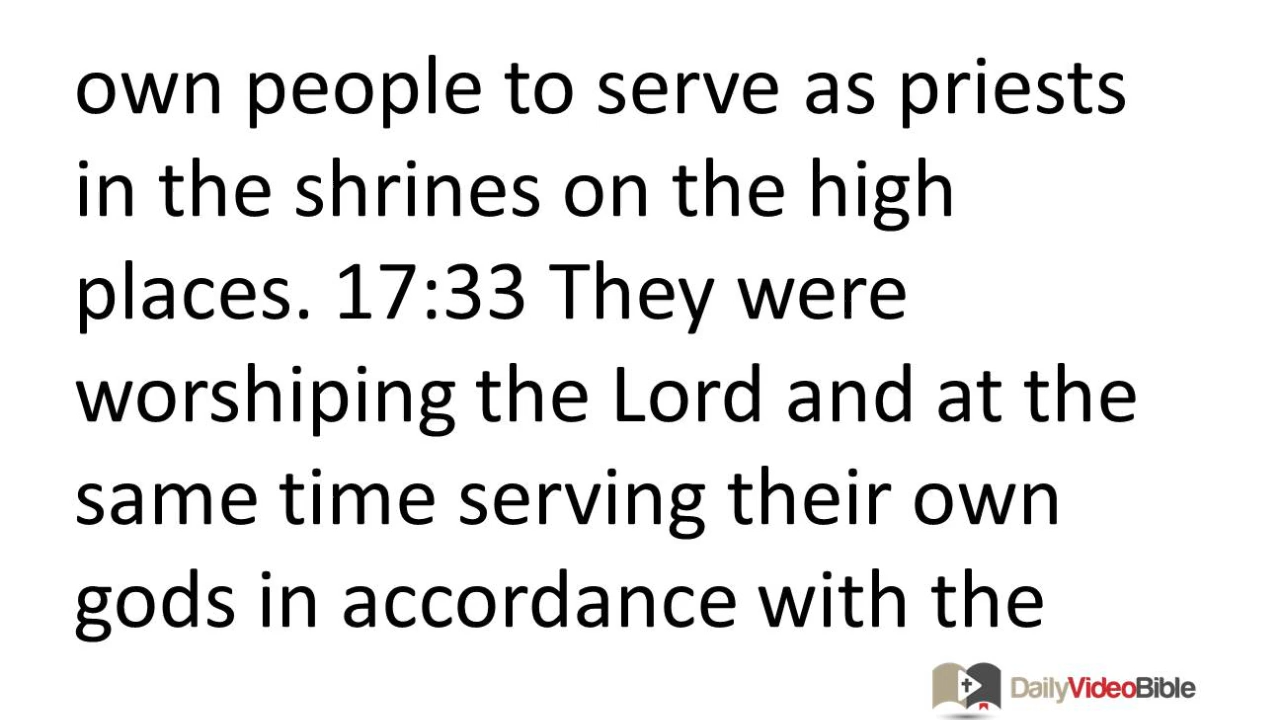 own people to serve as priests
in the shrines on the high
places. 17:33 They were
worshiping the Lord and at the
same time serving their own
gods in accordance with the
DailyVideoBible